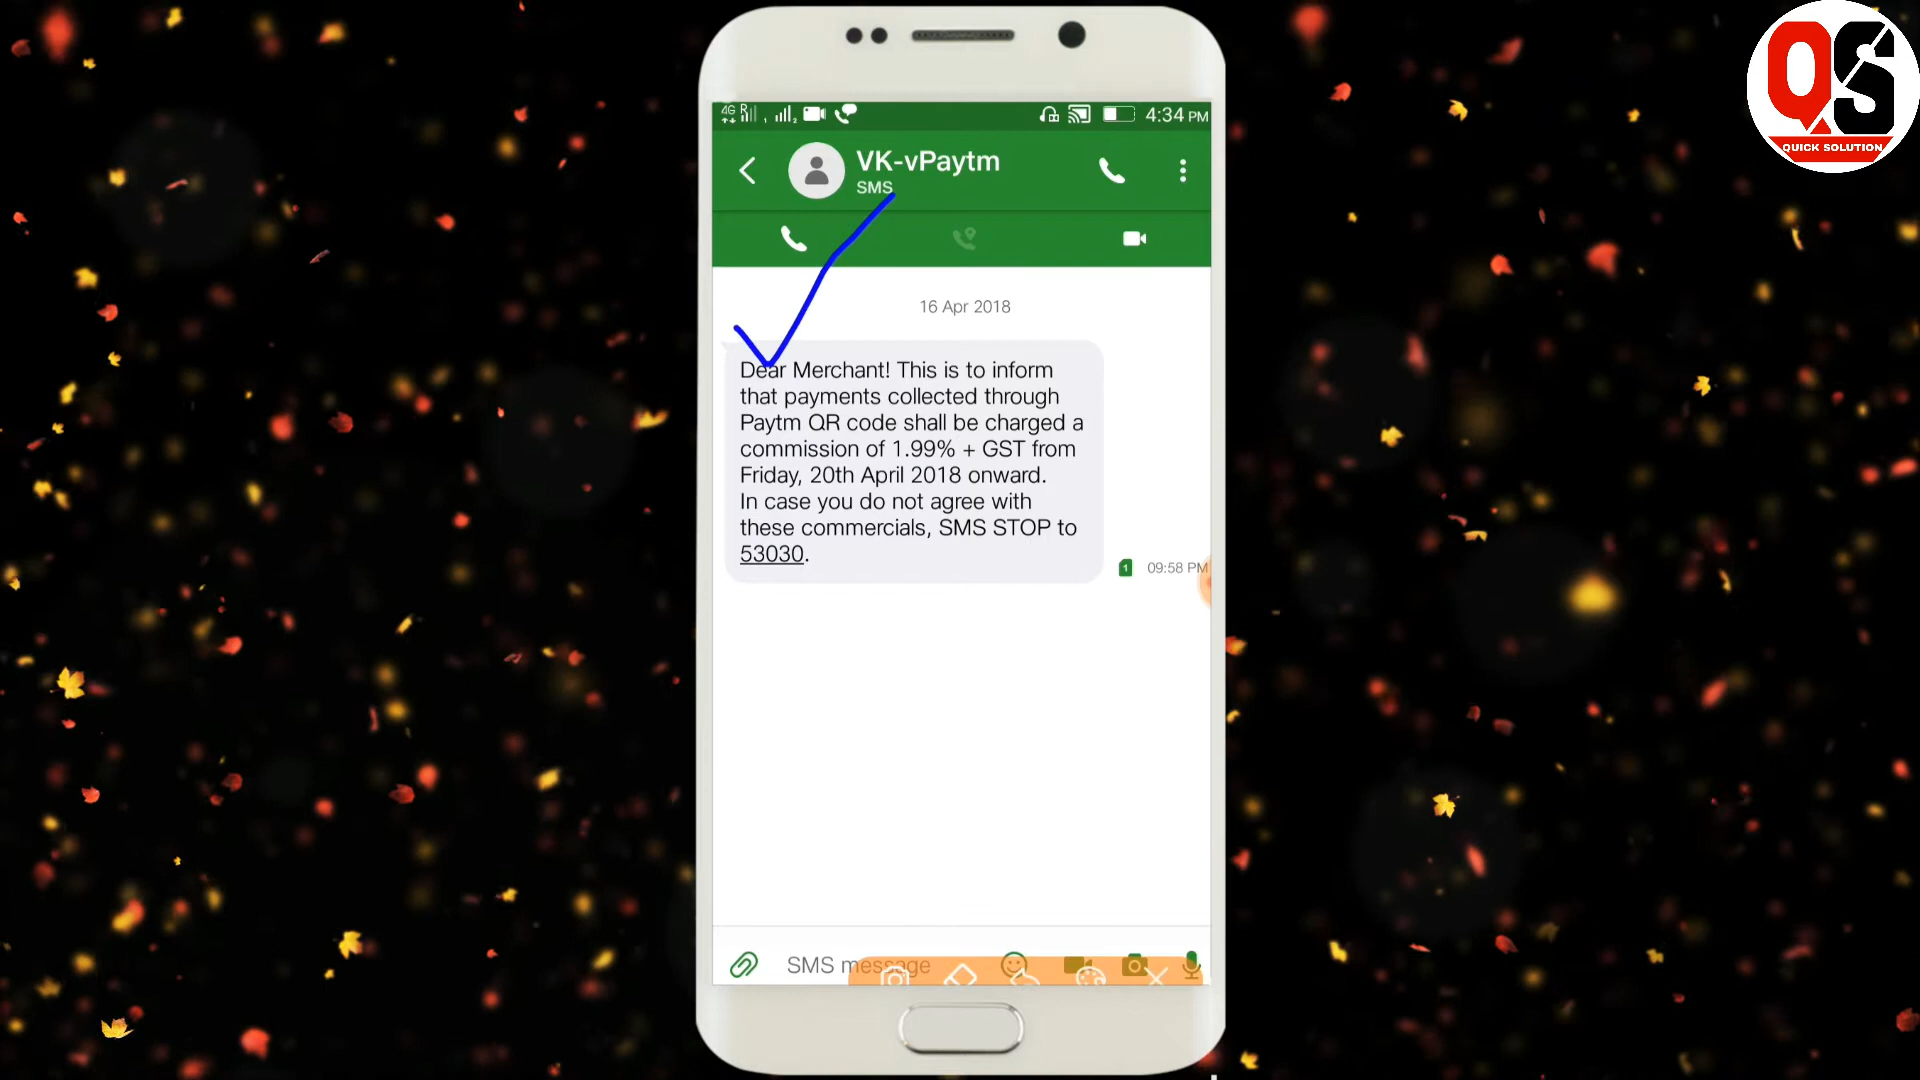 QS
QUICK SOLUTION
4G R 4:34 PM
VK-vPaytm
SMS
16 Apr 2018
Dear Merchant! This is to inform
that payments collected through
Paytm QR code shall be charged a
commission of 1.99% + GST from
Friday, 20th April 2018 onward.
In case you do not agree with
these commercials, SMS STOP to
53030.
1 09:58 PM
SMS message